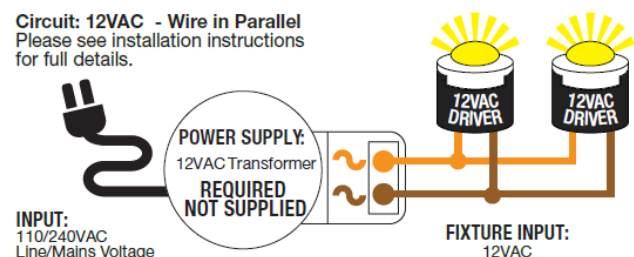 Circuit: 12VAC - Wire in Parallel
Please see installation instructions
for full details.
12VAC
DRIVER
12VAC
DRIVER
POWER SUPPLY:
12VAC Transformer
REQUIRED
NOT SUPPLIED
INPUT:
110/240VAC
Line/Mains Voltage
FIXTURE INPUT:
12VAC